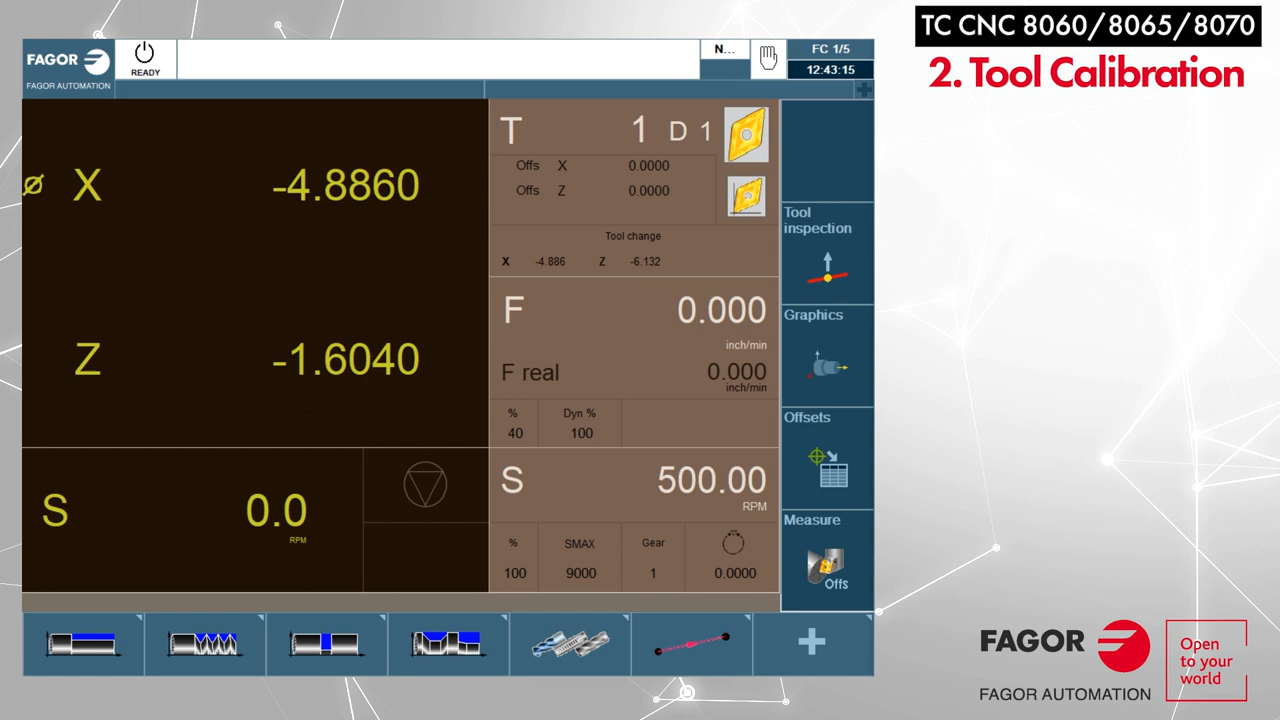 TC CNC 8060/8065/8070
2. Tool Calibration
FAGOR
FAGOR AUTOMATION
READY
N...
FC 1/5
12:43:15
Ø X -4.8860
Z -1.6040
S 0.0
RPM
T 1 D 1
Offs X 0.0000
Offs Z 0.0000
Tool change
X -4.886 Z -6.132
F 0.000
inch/min
F real 0.000
inch/min
% Dyn %
40 100
S 500.00
RPM
% SMAX Gear
100 9000 1 0.0000
Tool
inspection
Graphics
Offsets
Measure
Offs
FAGOR
FAGOR AUTOMATION
Open
to your
world